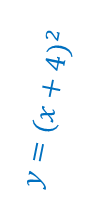 y = (x + 4)²